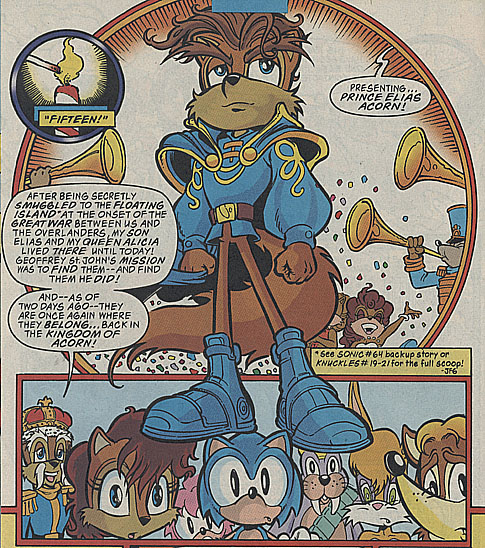 "FIFTEEN!"
PRESENTING...
PRINCE ELIAS
ACORN!
AFTER BEING SECRETLY
SMUGGLED TO THE "FLOATING
ISLAND" AT THE ONSET OF THE
GREAT WAR BETWEEN US AND
THE OVERLANDERS, MY SON
ELIAS AND MY QUEEN ALICIA
LIVED THERE UNTIL TODAY!
GEOFFREY ST. JOHN'S MISSION
WAS TO FIND THEM--AND FIND
THEM HE DID!
AND--AS OF
TWO DAYS AGO--THEY
ARE ONCE AGAIN WHERE
THEY BELONG... BACK IN
THE KINGDOM OF
ACORN!
*See SONIC #64 backup story or
KNUCKLES# 19-21 for the full scoop!
-JFG